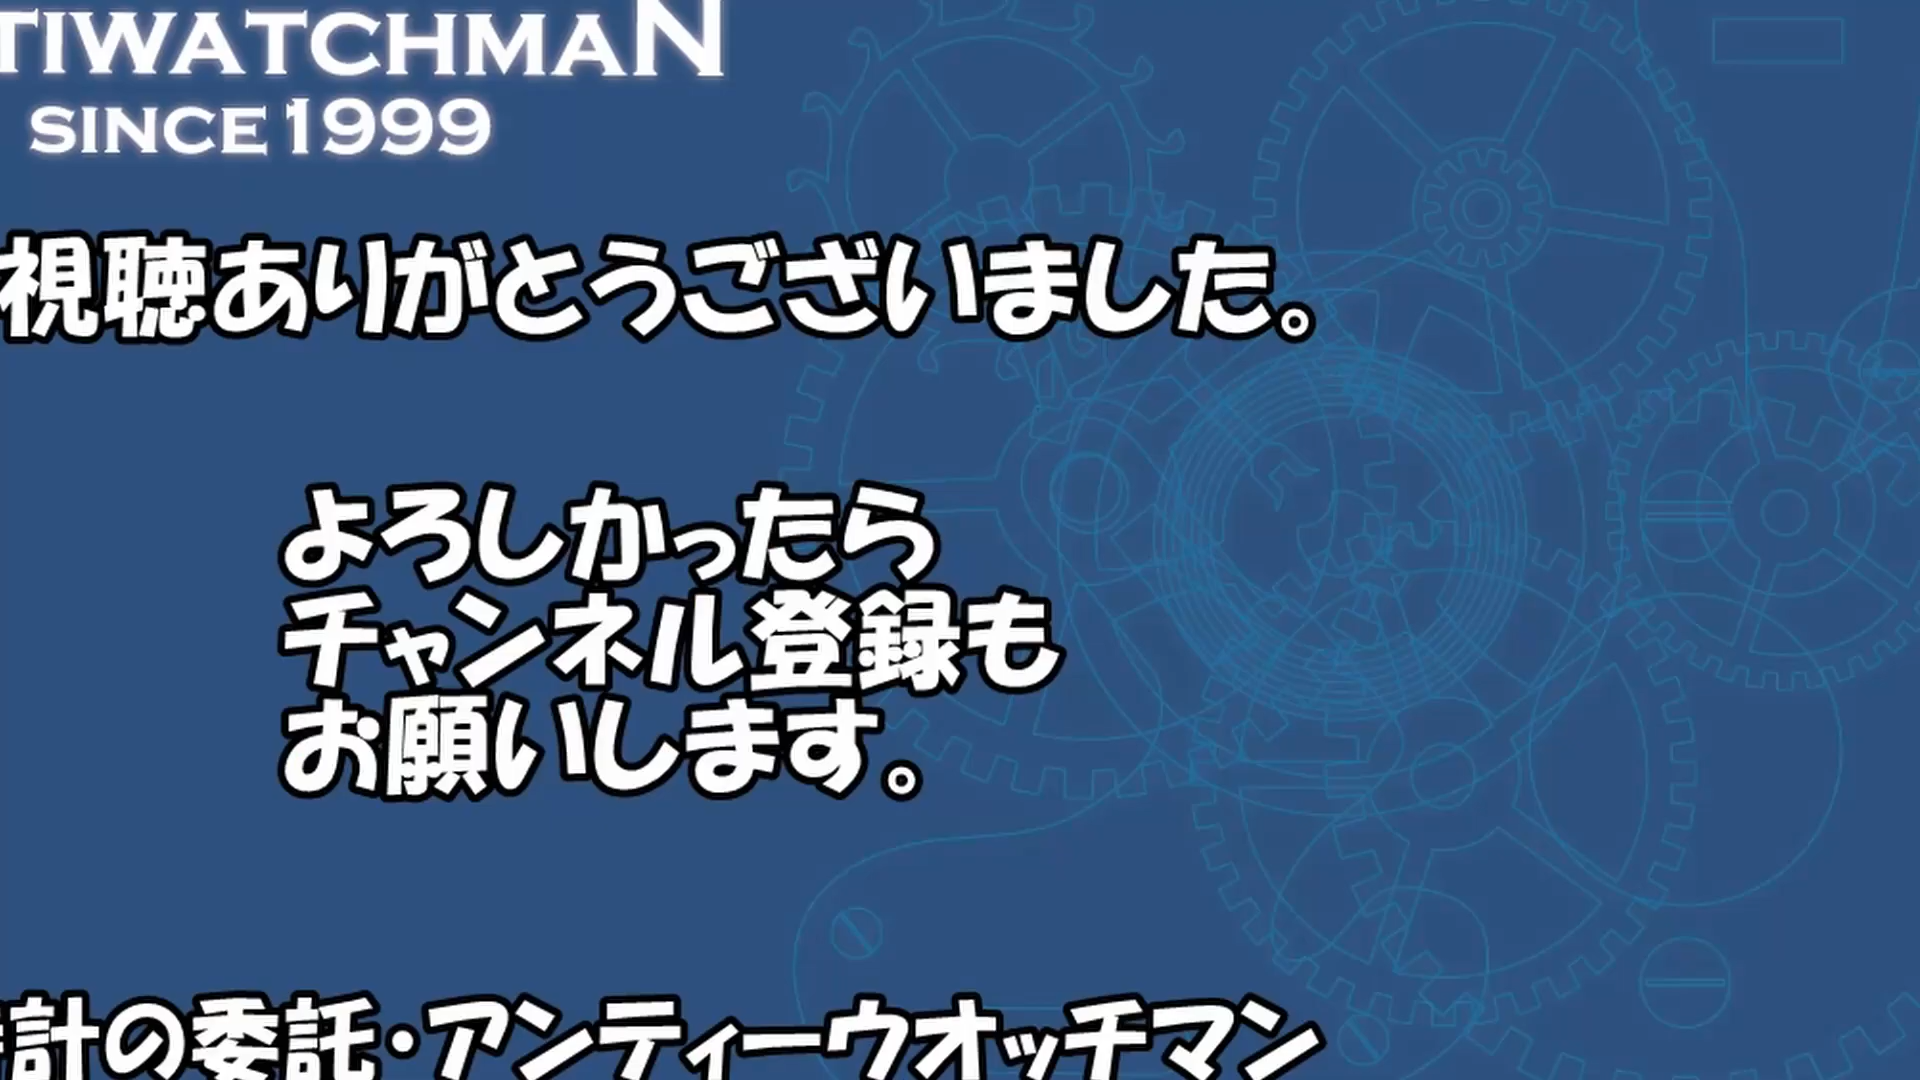 TIWATCHMAN
SINCE 1999
視聴ありがとうございました。
よろしかったら
チャンネル登録も
お願いします。
計の委託・アンティーウオッチマン